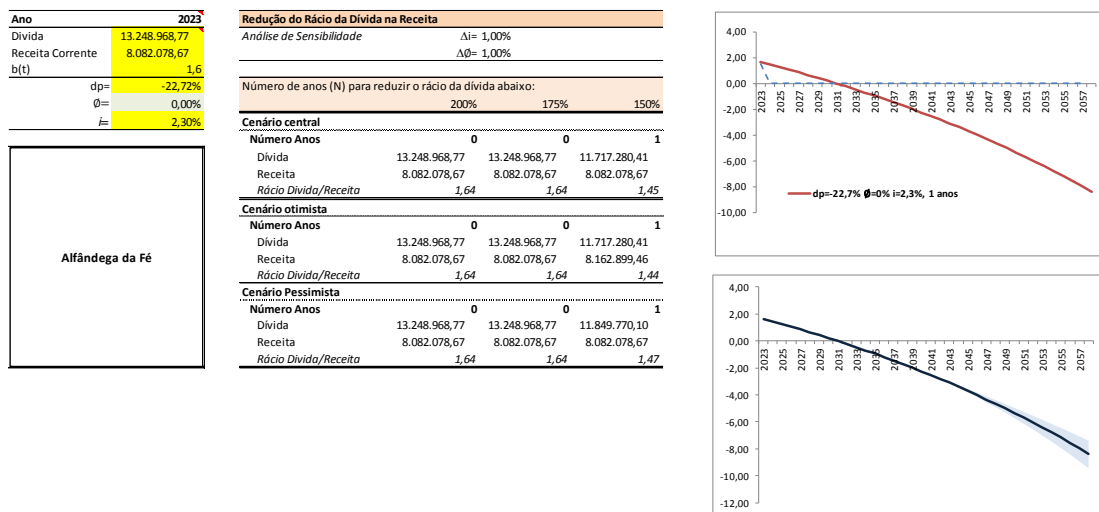 Ano 2023
Divida 13.248.968,77
Receita Corrente 8.082.078,67
b(t) 1,6
dp= -22,72%
Ø= 0,00%
i= 2,30%
Alfândega da Fé
Redução do Rácio da Dívida na Receita
Análise de Sensibilidade Δi= 1,00%
ΔØ= 1,00%
Número de anos (N) para reduzir o rácio da dívida abaixo:
200% 175% 150%
Cenário central
Número Anos 0 0 1
Dívida 13.248.968,77 13.248.968,77 11.717.280,41
Receita 8.082.078,67 8.082.078,67 8.082.078,67
Rácio Divida/Receita 1,64 1,64 1,45
Cenário otimista
Número Anos 0 0 1
Dívida 13.248.968,77 13.248.968,77 11.717.280,41
Receita 8.082.078,67 8.082.078,67 8.162.899,46
Rácio Divida/Receita 1,64 1,64 1,44
Cenário Pessimista
Número Anos 0 0 1
Dívida 13.248.968,77 13.248.968,77 11.849.770,10
Receita 8.082.078,67 8.082.078,67 8.082.078,67
Rácio Divida/Receita 1,64 1,64 1,47
4,00
2,00
0,00
-2,00
-4,00
-6,00
-8,00
-10,00
2023 2025 2027 2029 2031 2033 2035 2037 2039 2041 2043 2045 2047 2049 2051 2053 2055 2057
dp=-22,7% Ø=0% i=2,3%, 1 anos
4,00
2,00
0,00
-2,00
-4,00
-6,00
-8,00
-10,00
-12,00
2023 2025 2027 2029 2031 2033 2035 2037 2039 2041 2043 2045 2047 2049 2051 2053 2055 2057